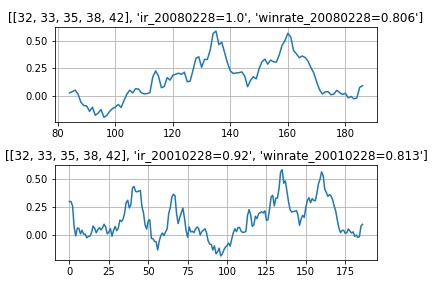 [[32, 33, 35, 38, 42], 'ir_20080228=1.0', 'winrate_20080228=0.806']
0.50
0.25
0.00
80 100 120 140 160 180
[[32, 33, 35, 38, 42], 'ir_20010228=0.92', 'winrate_20010228=0.813']
0.50
0.25
0.00
0 25 50 75 100 125 150 175